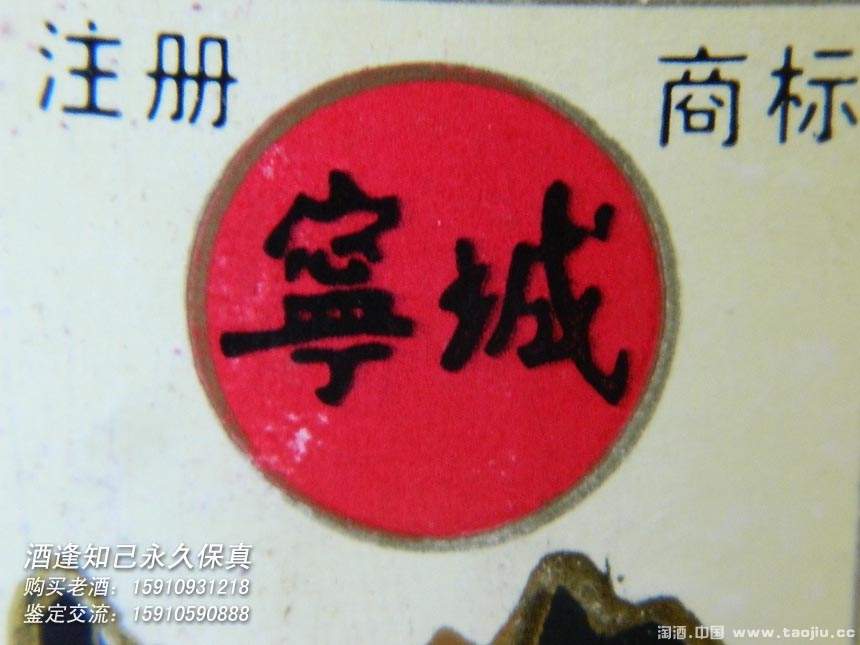 注册 商标
寧城
酒逢知己永久保真
购买老酒：15910931218
鉴定交流：15910590888
淘酒.中国 www.taojiu.cc